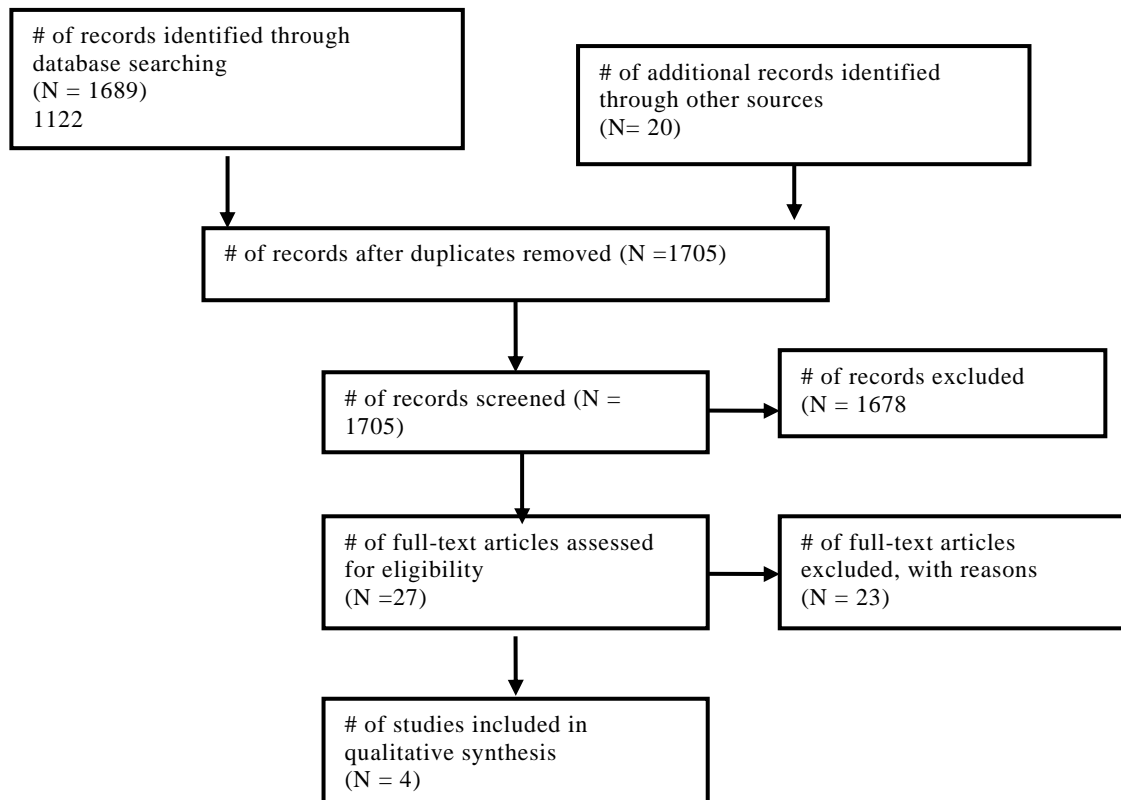 # of records identified through
database searching
(N = 1689)
1122
# of additional records identified
through other sources
(N= 20)
# of records after duplicates removed (N =1705)
# of records screened (N =
1705)
# of records excluded
(N = 1678
# of full-text articles assessed
for eligibility
(N =27)
# of full-text articles
excluded, with reasons
(N = 23)
# of studies included in
qualitative synthesis
(N = 4)